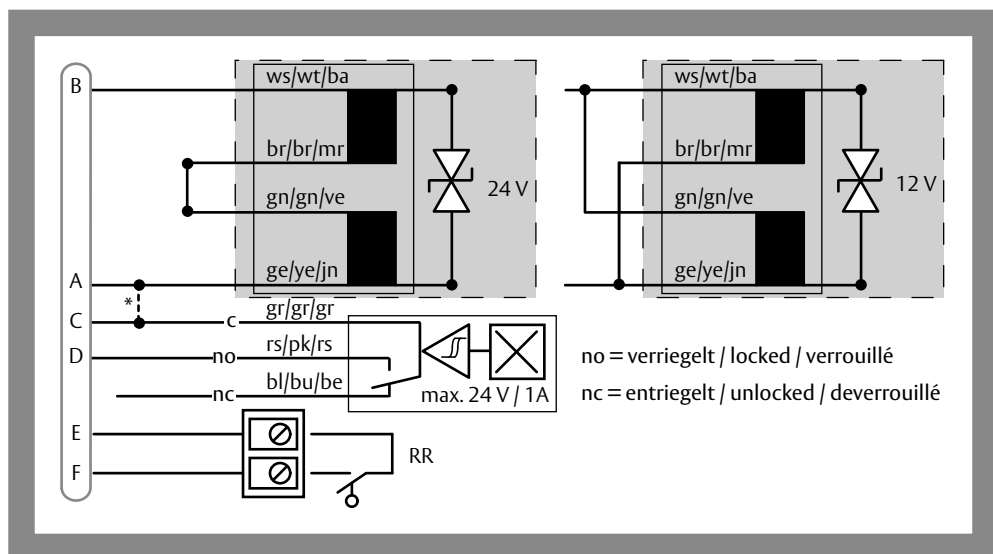 B
ws/wt/ba
br/br/mr
24 V
gn/gn/ve
A
ge/ye/jn
*
ws/wt/ba
br/br/mr
12 V
gn/gn/ve
ge/ye/jn
C
c
gr/gr/gr
D
no
rs/pk/rs
nc
bl/bu/be
max. 24 V / 1A
no = verriegelt / locked / verrouillé
nc = entriegelt / unlocked / deverrouillé
E
F
RR